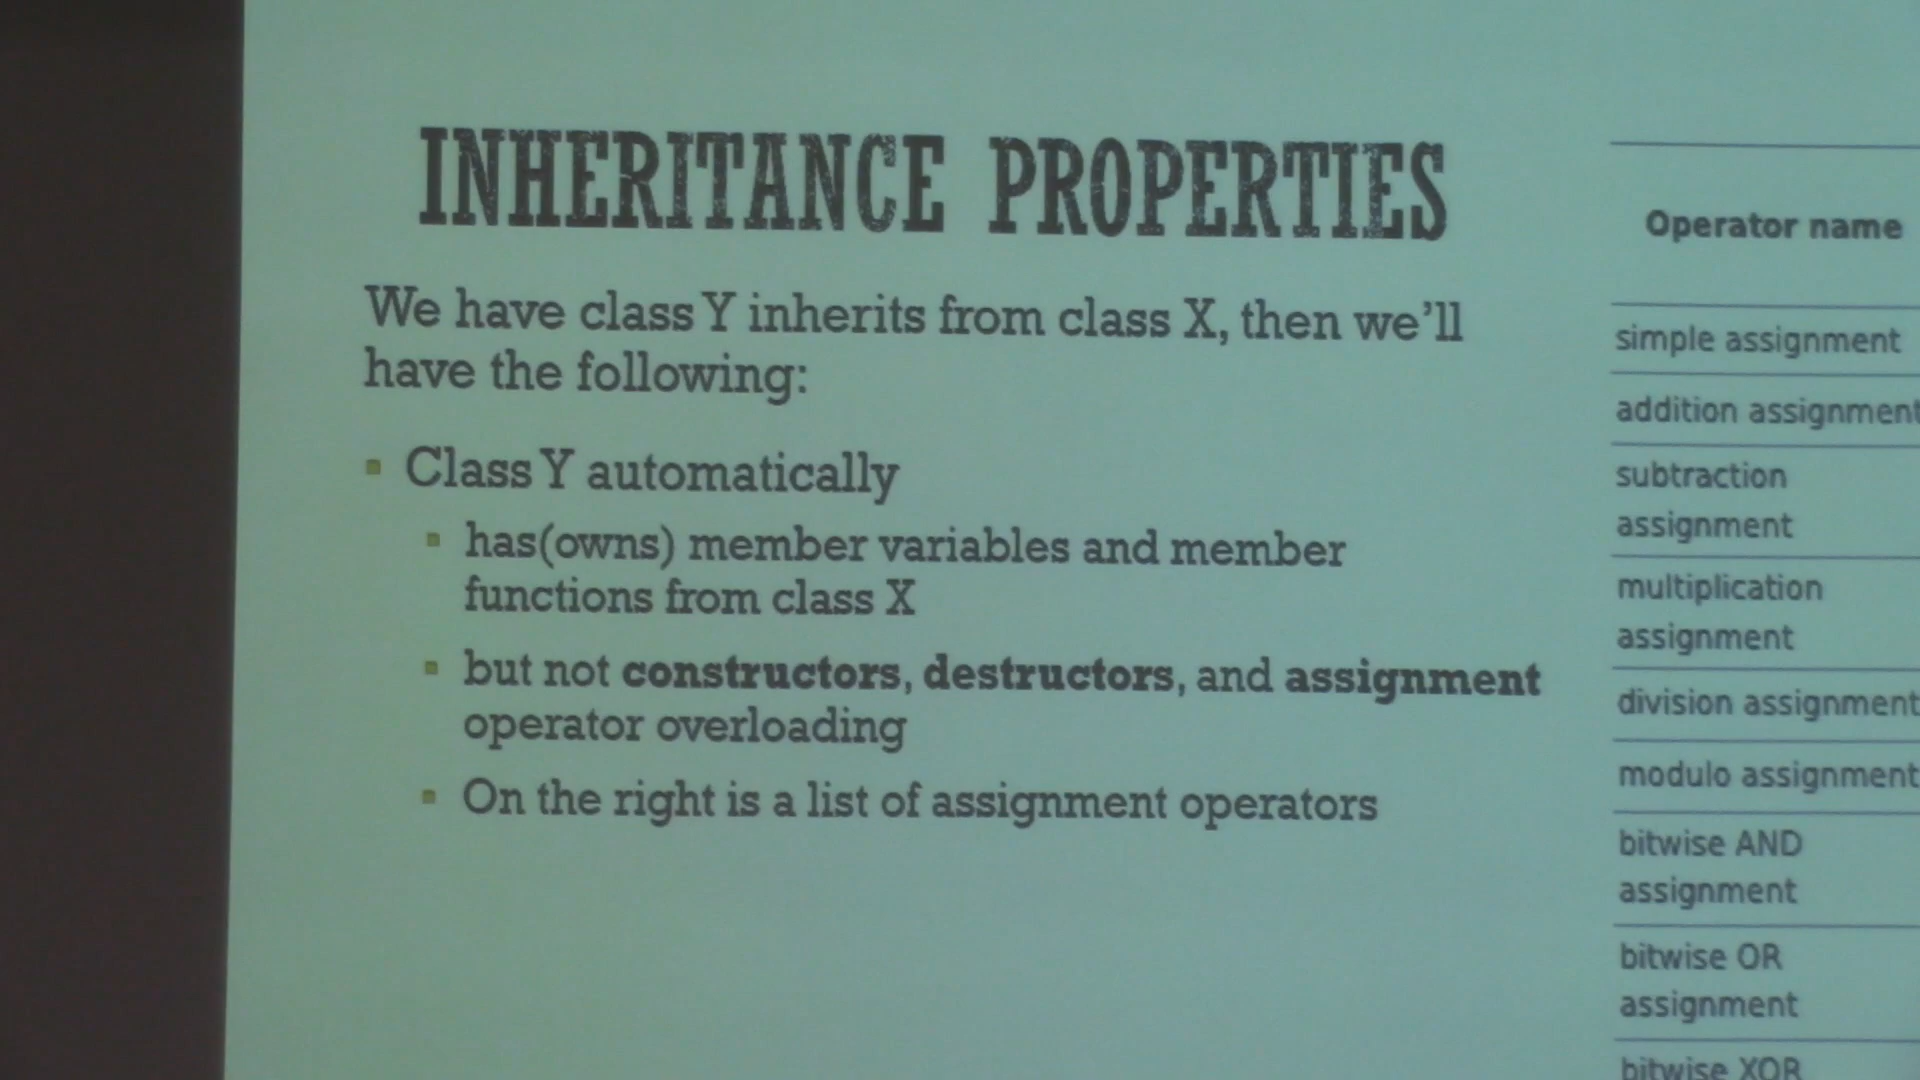 INHERITANCE PROPERTIES
We have class Y inherits from class X, then we'll
have the following:
Class Y automatically
has(owns) member variables and member
functions from class X
but not constructors, destructors, and assignment
operator overloading
On the right is a list of assignment operators
Operator name
simple assignment
addition assignment
subtraction
assignment
multiplication
assignment
division assignment
modulo assignment
bitwise AND
assignment
bitwise OR
assignment
bitwise XOR